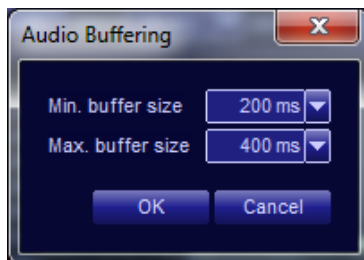 Audio Buffering
Min. buffer size 200 ms
Max. buffer size 400 ms
OK Cancel